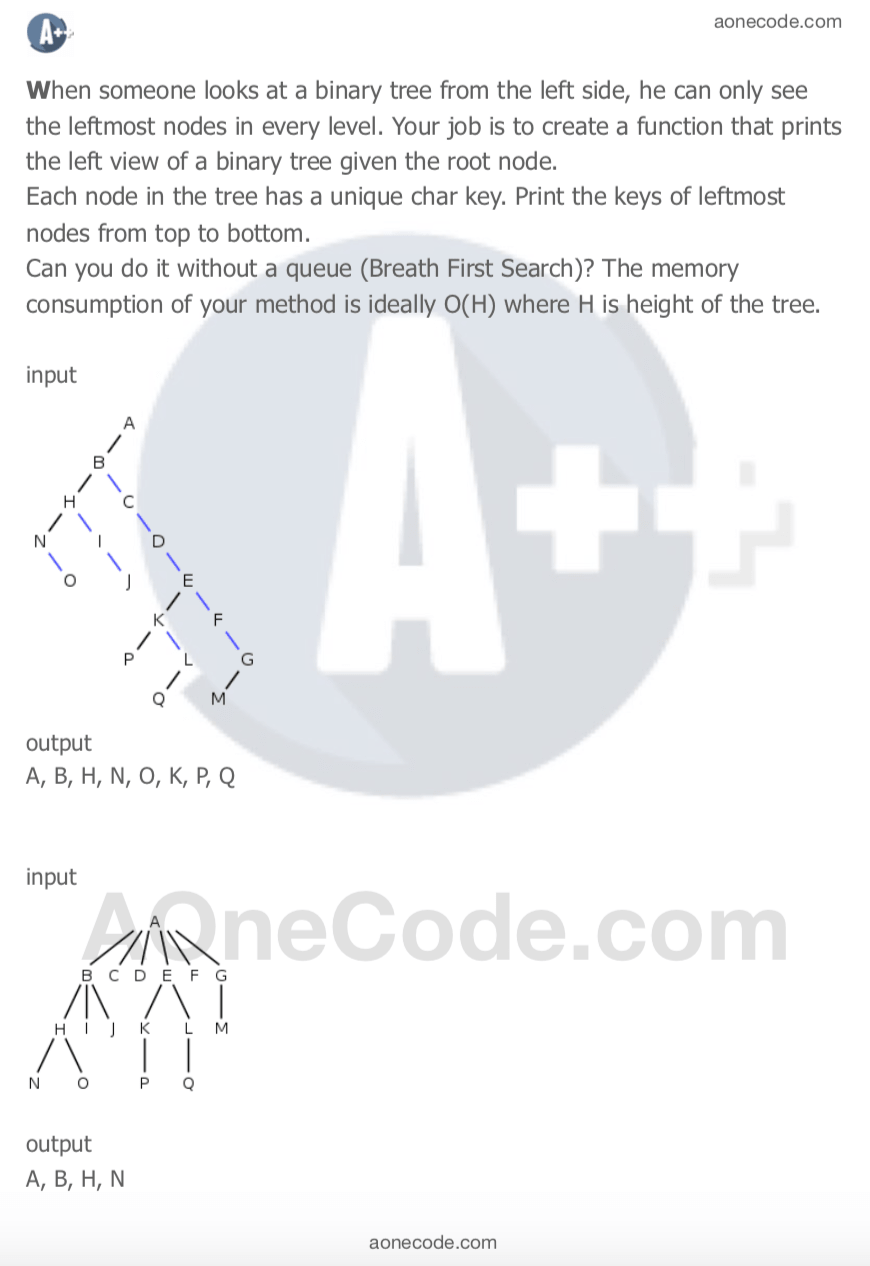 A++
aonecode.com
When someone looks at a binary tree from the left side, he can only see
the leftmost nodes in every level. Your job is to create a function that prints
the left view of a binary tree given the root node.
Each node in the tree has a unique char key. Print the keys of leftmost
nodes from top to bottom.
Can you do it without a queue (Breath First Search)? The memory
consumption of your method is ideally O(H) where H is height of the tree.
A++
input
A
B
H C
N I D
O J E
K F
P L G
Q M
output
A, B, H, N, O, K, P, Q
input
AOneCode.com
A
B C D E F G
H I J K L M
N O P Q
output
A, B, H, N
aonecode.com